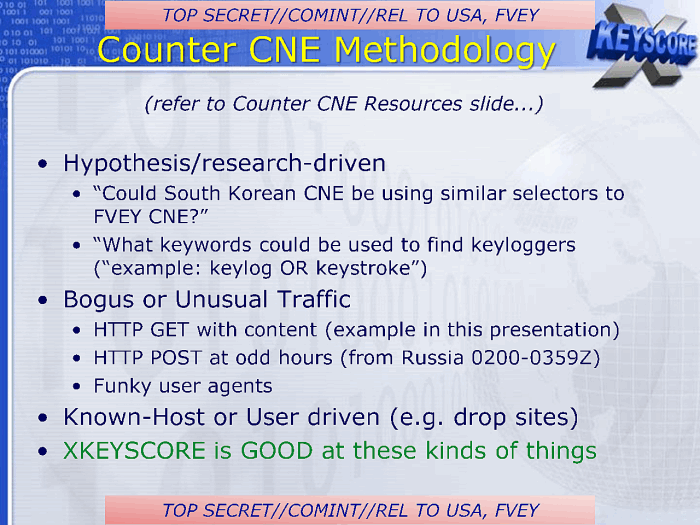 TOP SECRET//COMINT//REL TO USA, FVEY
Counter CNE Methodology
XKEYSCORE
(refer to Counter CNE Resources slide...)
• Hypothesis/research-driven
• “Could South Korean CNE be using similar selectors to
FVEY CNE?”
• “What keywords could be used to find keyloggers
(“example: keylog OR keystroke”)
• Bogus or Unusual Traffic
• HTTP GET with content (example in this presentation)
• HTTP POST at odd hours (from Russia 0200-0359Z)
• Funky user agents
• Known-Host or User driven (e.g. drop sites)
• XKEYSCORE is GOOD at these kinds of things
TOP SECRET//COMINT//REL TO USA, FVEY